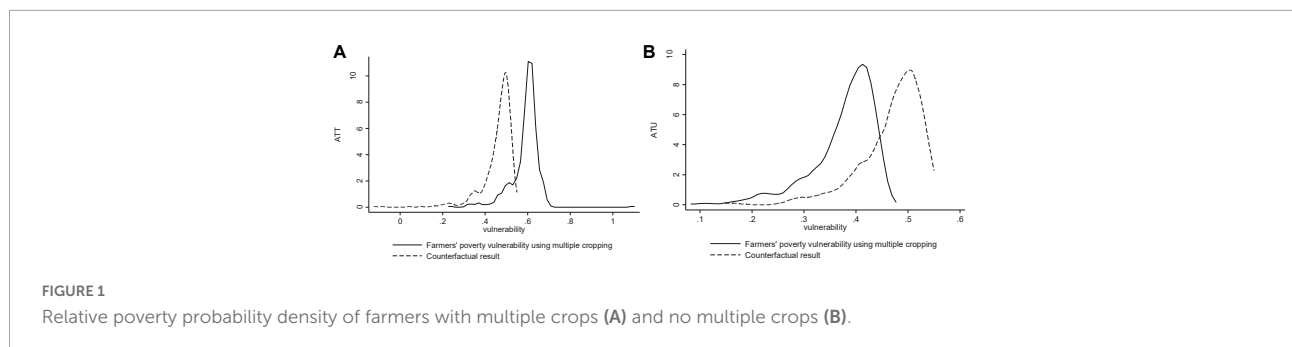 A
ATT
10
8
6
4
2
0
0 .2 .4 .6 .8 1
vulnerability
Farmers' poverty vulnerability using multiple cropping
Counterfactual result
B
ATU
10
8
6
4
2
0
.1 .2 .3 .4 .5 .6
vulnerability
Farmers' poverty vulnerability using multiple cropping
Counterfactual result
FIGURE 1
Relative poverty probability density of farmers with multiple crops (A) and no multiple crops (B).